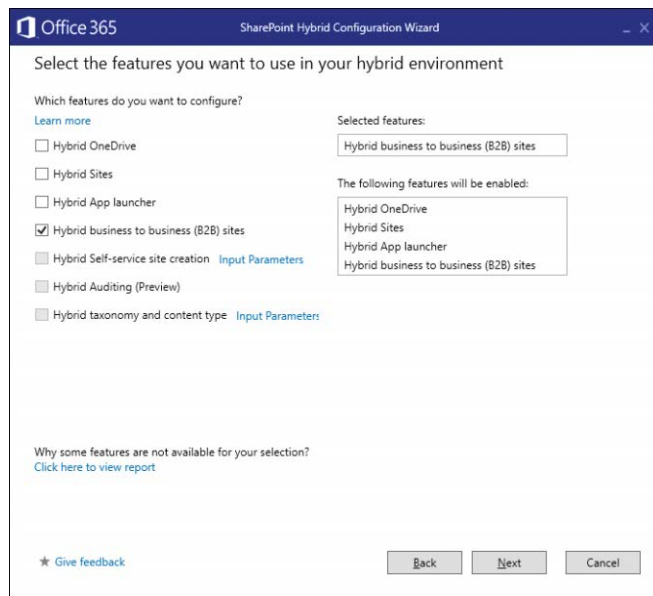 Office 365
SharePoint Hybrid Configuration Wizard
Select the features you want to use in your hybrid environment
Which features do you want to configure?
Learn more
Hybrid OneDrive
Hybrid Sites
Hybrid App launcher
Hybrid business to business (B2B) sites
Hybrid Self-service site creation Input Parameters
Hybrid Auditing (Preview)
Hybrid taxonomy and content type Input Parameters
Selected features:
Hybrid business to business (B2B) sites
The following features will be enabled:
Hybrid OneDrive
Hybrid Sites
Hybrid App launcher
Hybrid business to business (B2B) sites
Why some features are not available for your selection?
Click here to view report
Give feedback
Back
Next
Cancel